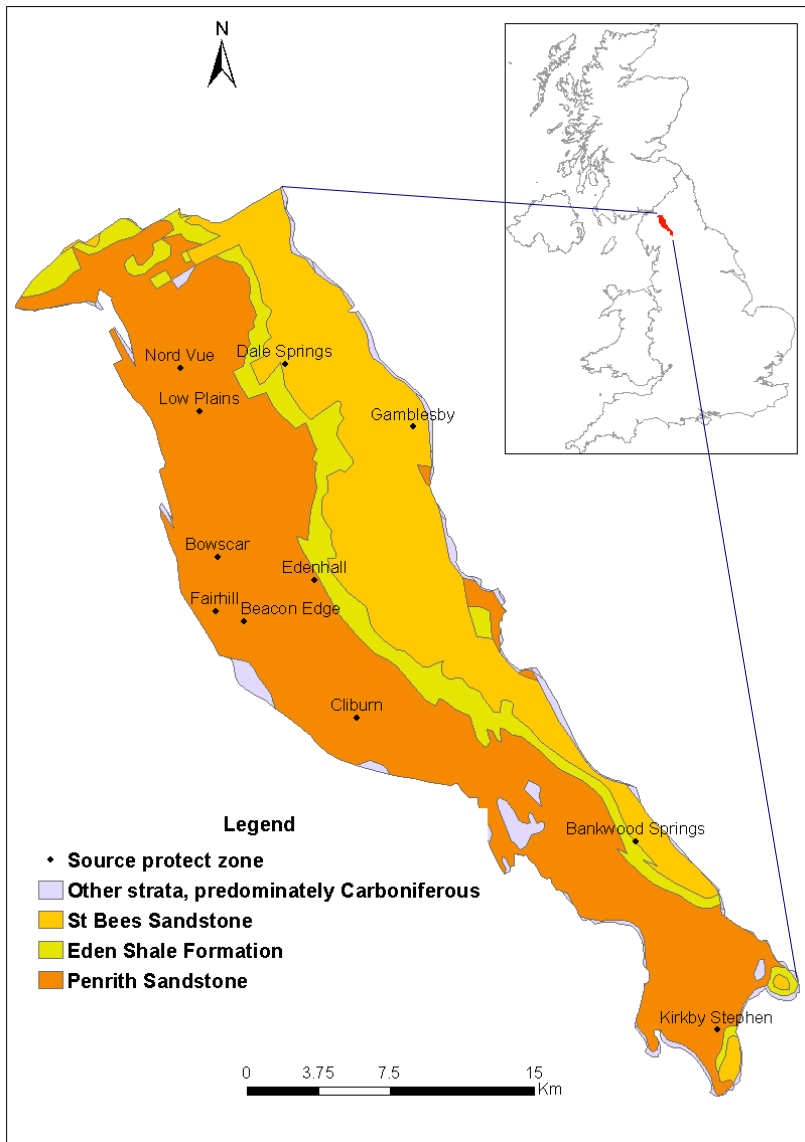 N
Nord Vue
Dale Springs
Low Plains
Gamblesby
Bowscar
Edenhall
Fairhill
Beacon Edge
Cliburn
Bankwood Springs
Kirkby Stephen
Legend
Source protect zone
Other strata, predominately Carboniferous
St Bees Sandstone
Eden Shale Formation
Penrith Sandstone
0 3.75 7.5 15
Km